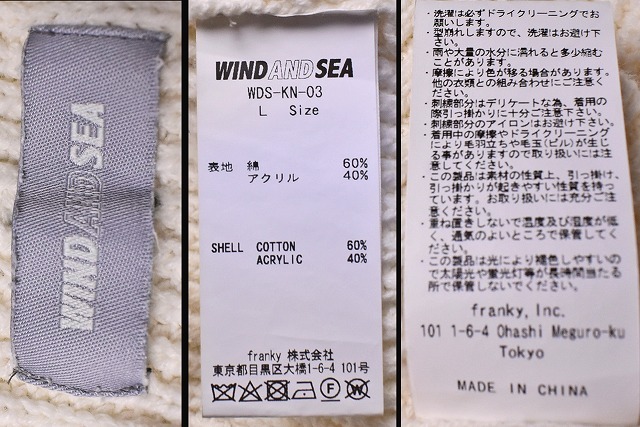 WIND AND SEA
WIND AND SEA
WDS-KN-03
L Size
表地 綿 60%
アクリル 40%
SHELL COTTON 60%
ACRYLIC 40%
franky 株式会社
東京都目黒区大橋1-6-4 101号
・洗濯は必ずドライクリーニングでお
願いします。
・型崩れしますので、洗濯はお避け下
さい。
・雨や大量の水分に濡れると多少縮む
ことがあります。
・摩擦により色が移る場合があります。
他の衣類との組み合わせにご注意く
ださい。
・刺繍部分はデリケートな為、着用の
際引っ掛かりに十分ご注意下さい。
・刺繍部分のアイロンはお避け下さい。
・着用中の摩擦やドライクリーニング
により毛羽立ちや毛玉(ピル)が生じ
る事がありますので取り扱いには注
意してください。
・この製品は素材の性質上、引っ掛け、
引っ掛かりが起きやすい性質を持っ
ています。お取り扱いには充分ご注
意ください。
・重ね置きしないで温度及び湿度が低
く、通気のよいところで保管してく
ださい。
・この製品は光により褪色しやすいの
で太陽光や蛍光灯等が長時間当たる
所で保管しないでください。
franky, Inc.
101 1-6-4 Ohashi Meguro-ku
Tokyo
MADE IN CHINA